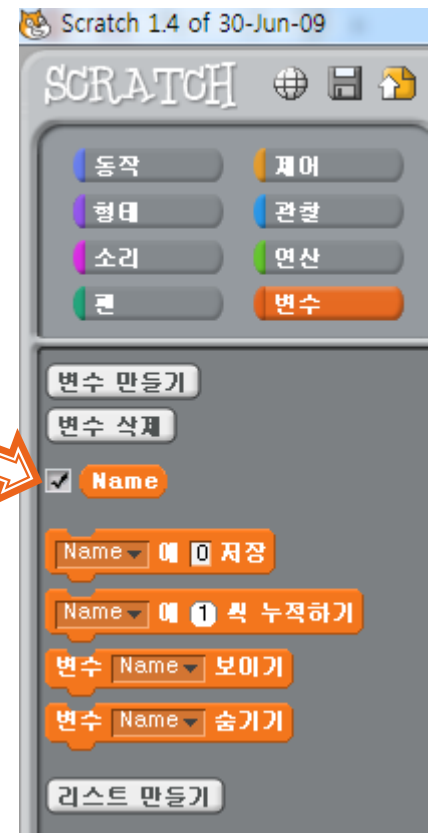 Scratch 1.4 of 30-Jun-09
SCRATCH
동작 제어
형태 관찰
소리 연산
펜 변수
변수 만들기
변수 삭제
Name
Name 에 0 저장
Name 에 1 씩 누적하기
변수 Name 보이기
변수 Name 숨기기
리스트 만들기